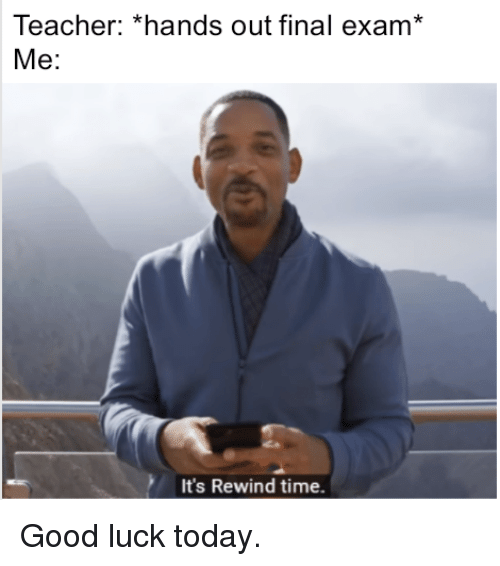 Teacher: *hands out final exam*
Me:
It's Rewind time.
Good luck today.